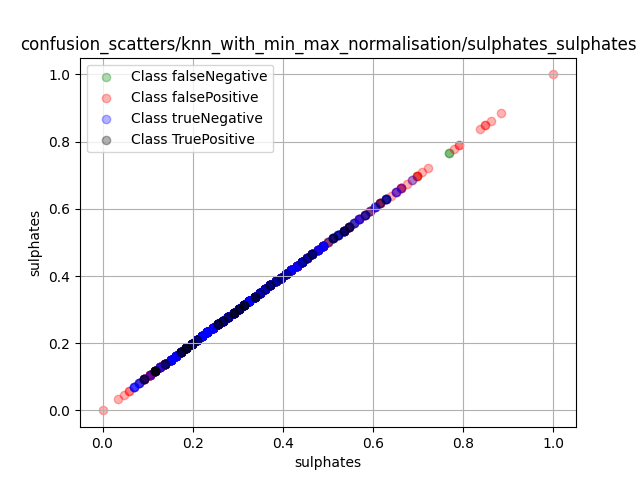 confusion_scatters/knn_with_min_max_normalisation/sulphates_sulphates
Class falseNegative
Class falsePositive
Class trueNegative
Class TruePositive
1.0
0.8
0.6
0.4
0.2
0.0
sulphates
0.0 0.2 0.4 0.6 0.8 1.0
sulphates